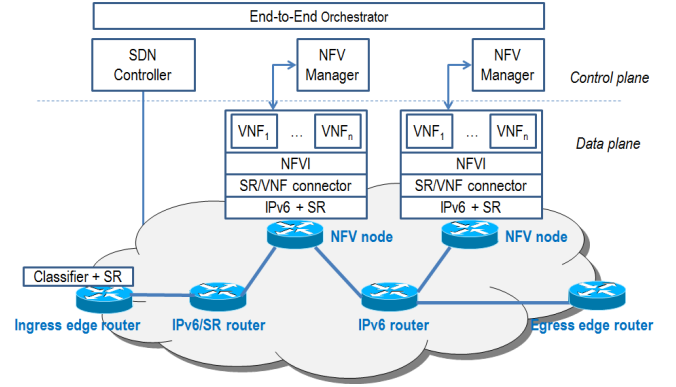 End-to-End Orchestrator
SDN
Controller
NFV
Manager
NFV
Manager
Control plane
Data plane
VNF1 ... VNFn
NFVI
SR/VNF connector
IPv6 + SR
VNF1 ... VNFn
NFVI
SR/VNF connector
IPv6 + SR
NFV node
NFV node
Classifier + SR
Ingress edge router
IPv6/SR router
IPv6 router
Egress edge router